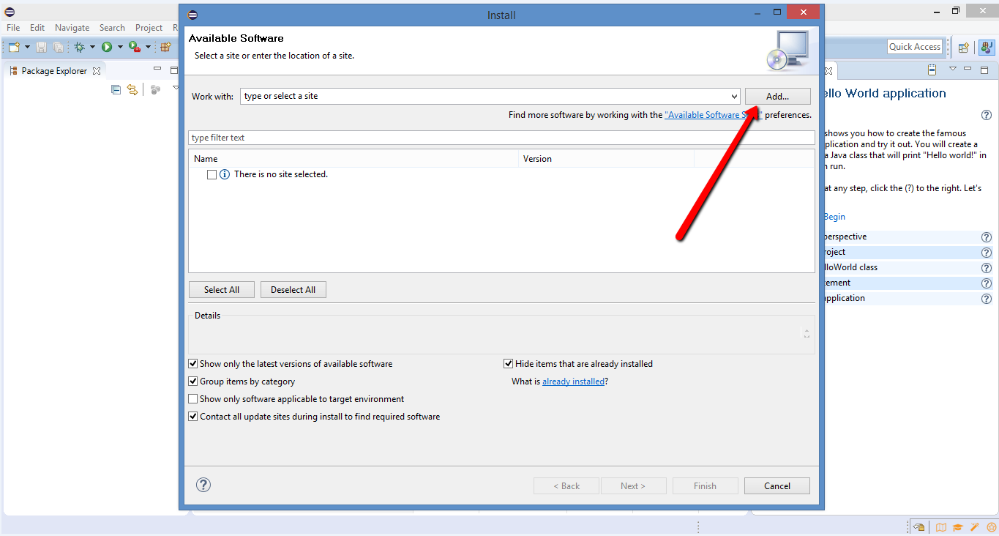 Install
File Edit Navigate Search Project
Quick Access
Package Explorer
Available Software
Select a site or enter the location of a site.
Work with: type or select a site Add...
Find more software by working with the "Available Software preferences.
type filter text
Name Version
There is no site selected.
Select All Deselect All
Details
Show only the latest versions of available software
Hide items that are already installed
Group items by category
What is already installed?
Show only software applicable to target environment
Contact all update sites during install to find required software
< Back Next > Finish Cancel
ello World application
shows you how to create the famous
plication and try it out. You will create a
a Java class that will print "Hello world!" in
n run.
at any step, click the (?) to the right. Let's
Begin
perspective
roject
lloWorld class
tement
application